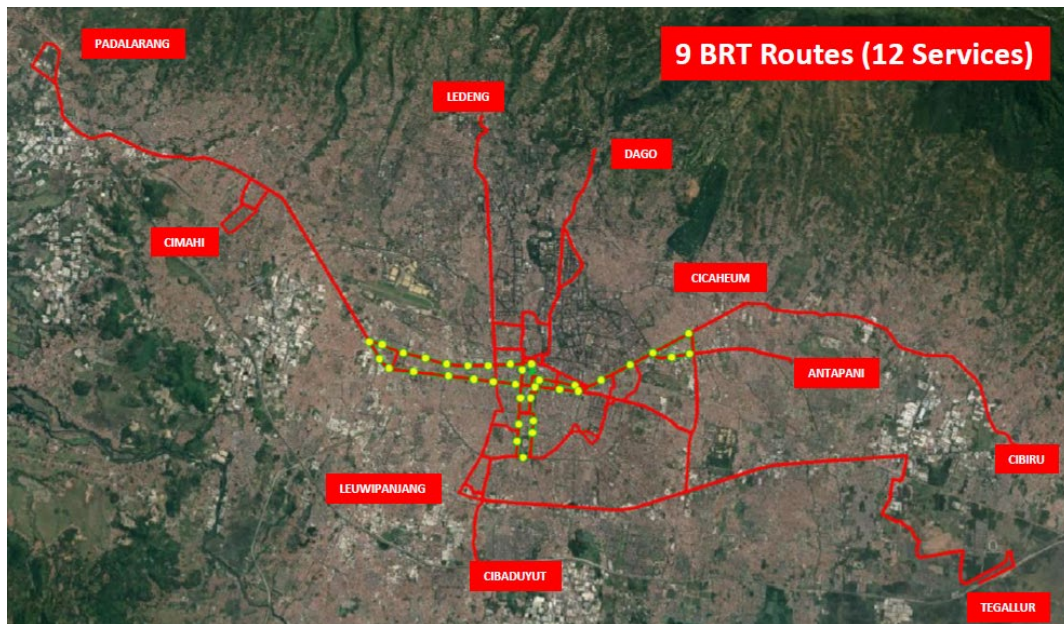 PADALARANG
9 BRT Routes (12 Services)
LEDENG
DAGO
CIMAHI
CICAHEUM
ANTAPANI
CIBIRU
LEUWIPANJANG
CIBADUYUT
TEGALLUR